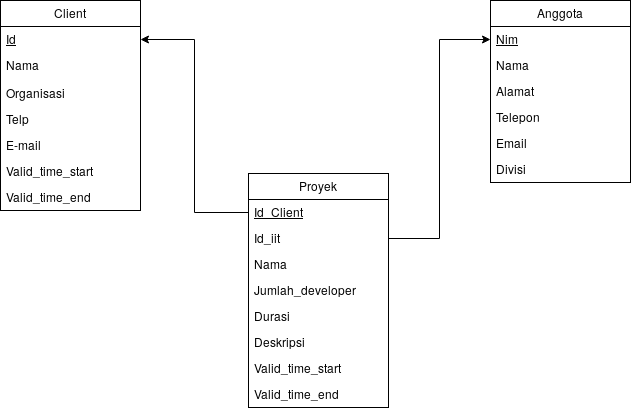 Client
Id
Nama
Organisasi
Telp
E-mail
Valid_time_start
Valid_time_end
Anggota
Nim
Nama
Alamat
Telepon
Email
Divisi
Proyek
Id_Client
Id_iit
Nama
Jumlah_developer
Durasi
Deskripsi
Valid_time_start
Valid_time_end